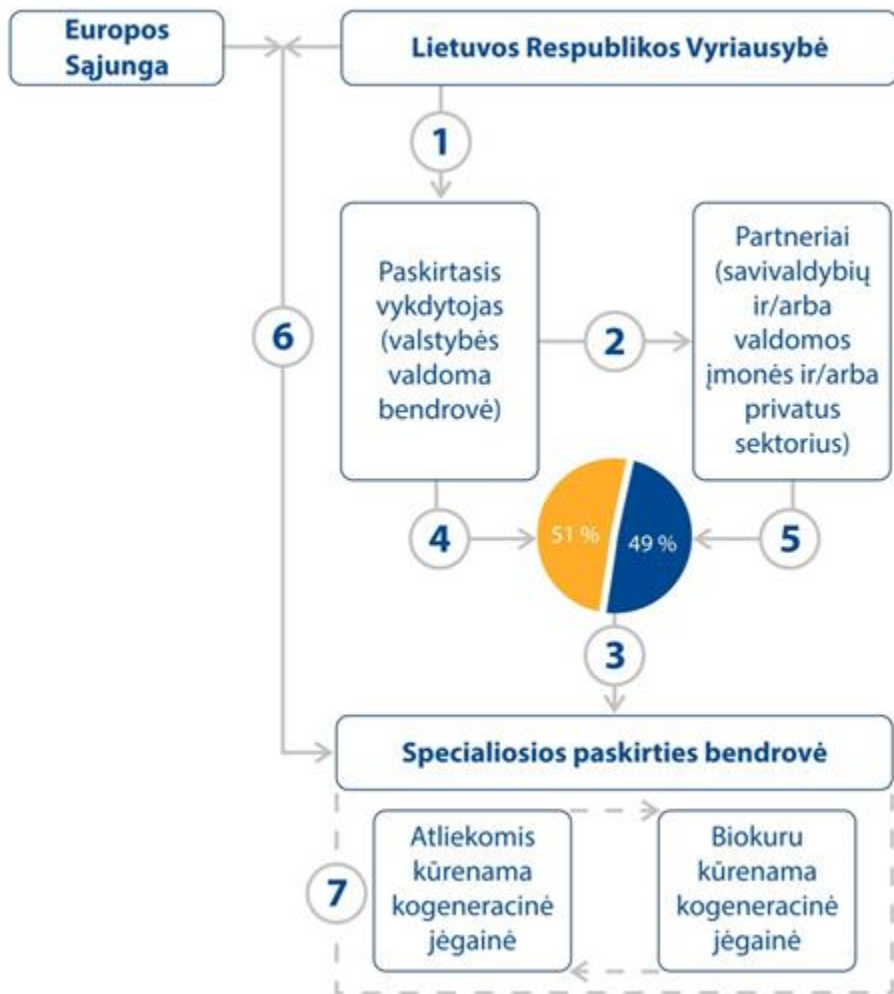 Europos
Sąjunga
Lietuvos Respublikos Vyriausybė
1
Paskirtasis
vykdytojas
(valstybės
valdoma
bendrovė)
2
Partneriai
(savivaldybių
ir/arba
valdomos
įmonės ir/arba
privatus
sektorius)
6
4
51 %
49 %
5
3
Specialiosios paskirties bendrovė
7
Atliekomis
kūrenama
kogeneracinė
jėgainė
Biokuru
kūrenama
kogeneracinė
jėgainė